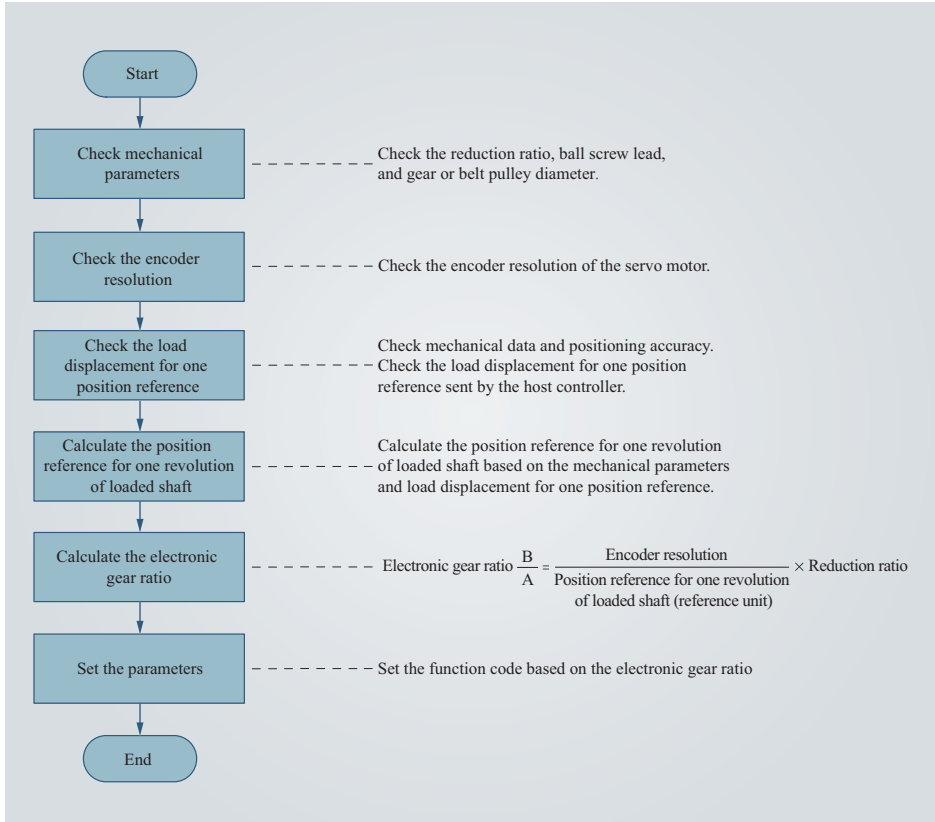 Start
Check mechanical
parameters
Check the reduction ratio, ball screw lead,
and gear or belt pulley diameter.
Check the encoder
resolution
Check the encoder resolution of the servo motor.
Check the load
displacement for one
position reference
Check mechanical data and positioning accuracy.
Check the load displacement for one position
reference sent by the host controller.
Calculate the position
reference for one revolution
of loaded shaft
Calculate the position reference for one revolution
of loaded shaft based on the mechanical parameters
and load displacement for one position reference.
Calculate the electronic
gear ratio
Electronic gear ratio B/A = Encoder resolution / Position reference for one revolution of loaded shaft (reference unit) × Reduction ratio
Set the parameters
Set the function code based on the electronic gear ratio
End